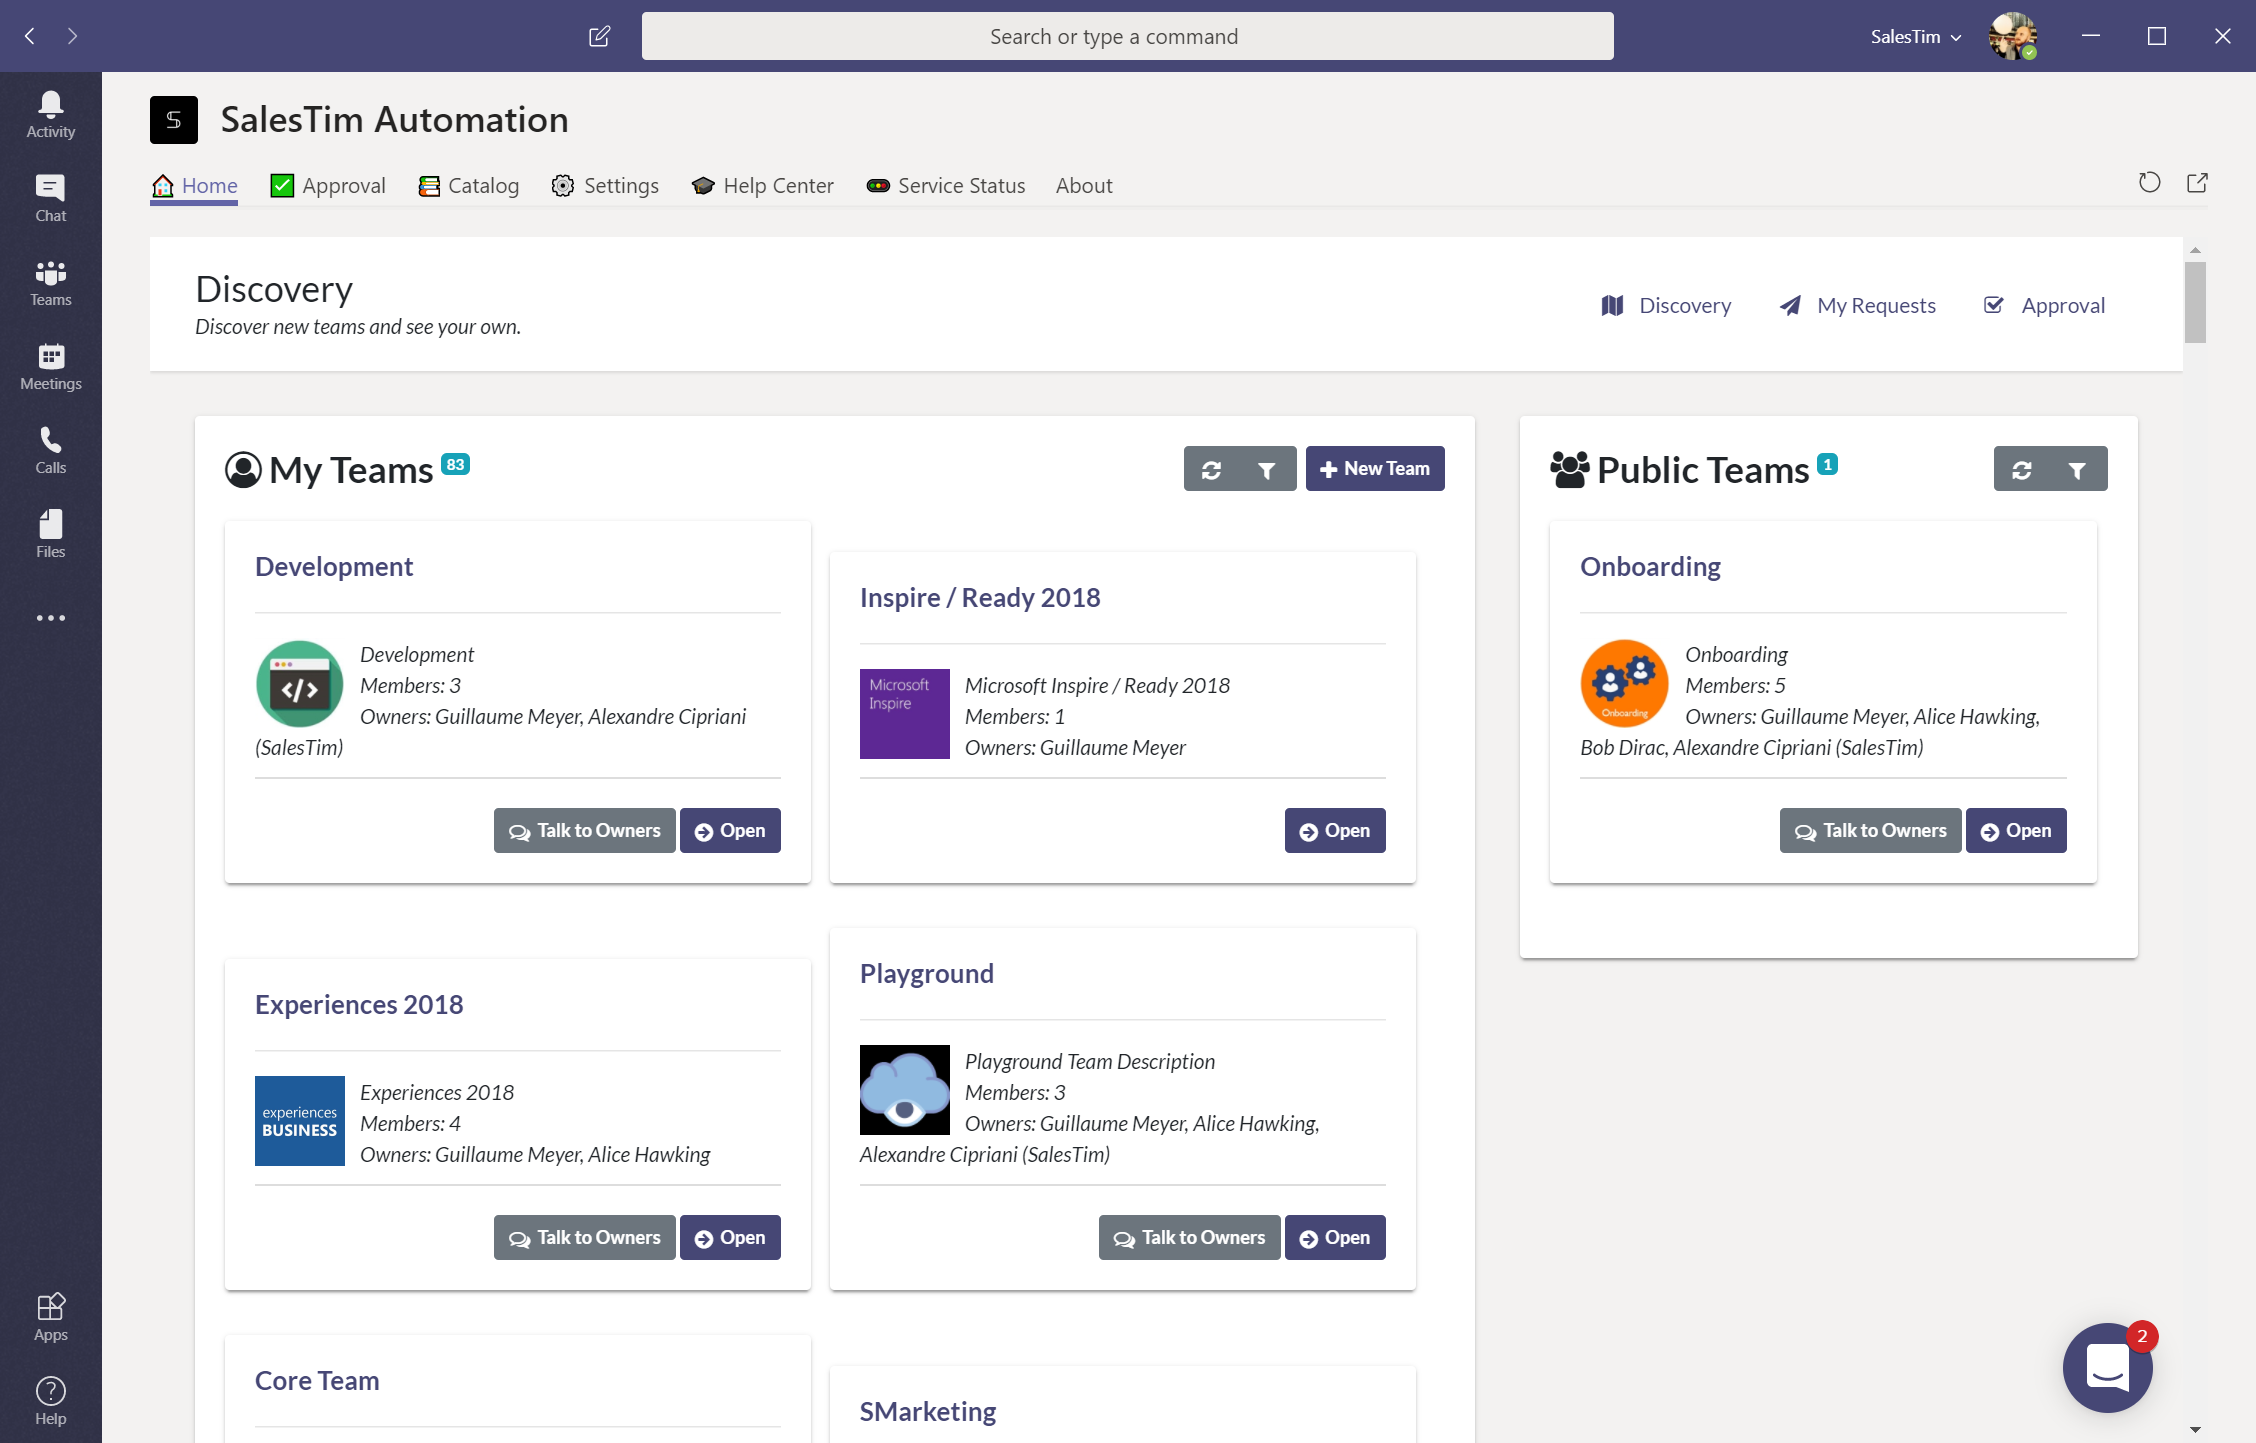 Search or type a command
SalesTim
Activity
Chat
Teams
Meetings
Calls
Files
Apps
Help
SalesTim Automation
Home
Approval
Catalog
Settings
Help Center
Service Status
About
Discovery
Discover new teams and see your own.
Discovery
My Requests
Approval
My Teams 83
New Team
Development
Development
Members: 3
Owners: Guillaume Meyer, Alexandre Cipriani
(SalesTim)
Talk to Owners
Open
Inspire / Ready 2018
Microsoft
Inspire
Microsoft Inspire / Ready 2018
Members: 1
Owners: Guillaume Meyer
Open
Experiences 2018
experiences
BUSINESS
Experiences 2018
Members: 4
Owners: Guillaume Meyer, Alice Hawking
Talk to Owners
Open
Playground
Playground Team Description
Members: 3
Owners: Guillaume Meyer, Alice Hawking,
Alexandre Cipriani (SalesTim)
Talk to Owners
Open
Core Team
SMarketing
Public Teams 1
Onboarding
Onboarding
Onboarding
Members: 5
Owners: Guillaume Meyer, Alice Hawking,
Bob Dirac, Alexandre Cipriani (SalesTim)
Talk to Owners
Open
2